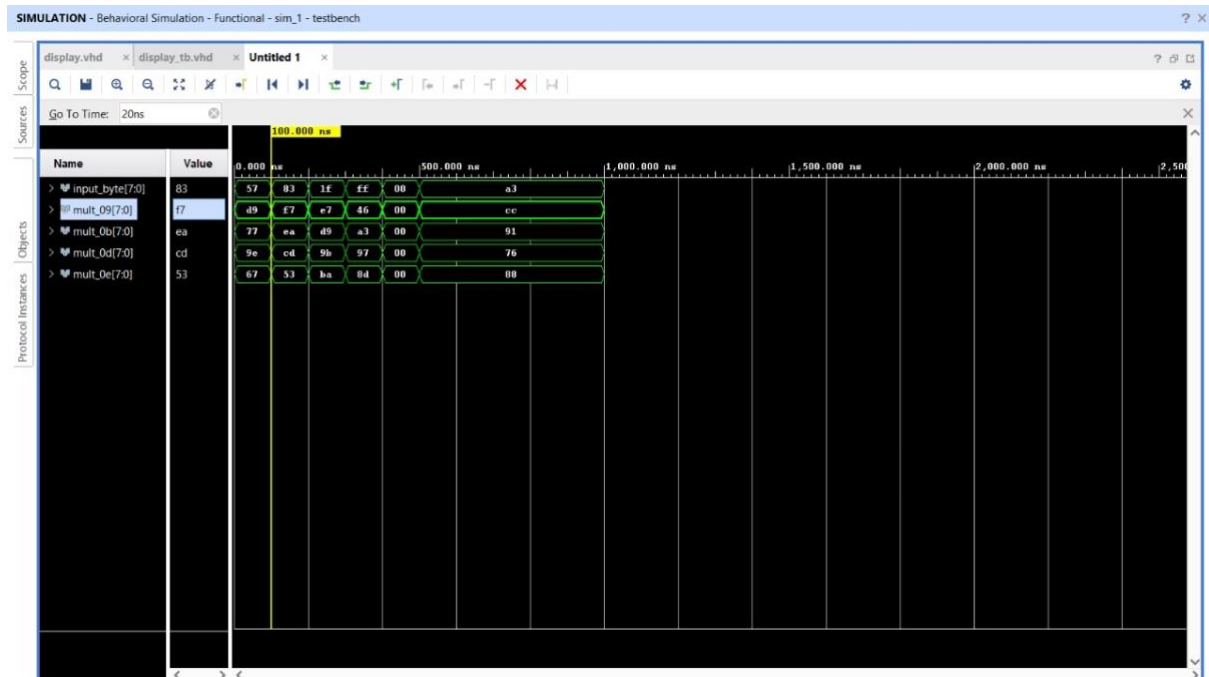 SIMULATION - Behavioral Simulation - Functional - sim_1 - testbench
? ×
display.vhd × display_tb.vhd × Untitled 1 ×
?
Go To Time: 20ns
Scope
Sources
Objects
Protocol Instances
100.000 ns
Name Value
0.000 ns 500.000 ns 1,000.000 ns 1,500.000 ns 2,000.000 ns 2,50
input_byte[7:0] 83 57 83 1f ff 00 a3
mult_09[7:0] f7 d9 f7 e7 46 00 cc
mult_0b[7:0] ea 77 ea d9 a3 00 91
mult_0d[7:0] cd 9e cd 9b 97 00 76
mult_0e[7:0] 53 67 53 ba 8d 00 88